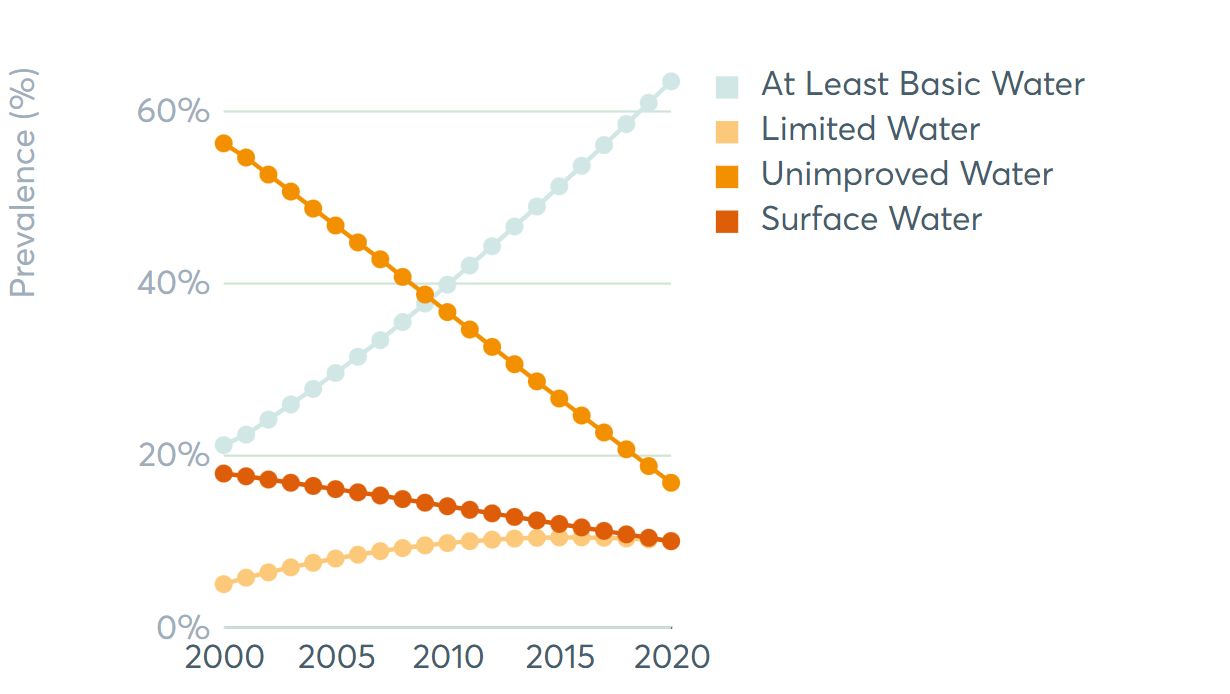 Prevalence (%)
60%
40%
20%
0%
2000 2005 2010 2015 2020
At Least Basic Water
Limited Water
Unimproved Water
Surface Water